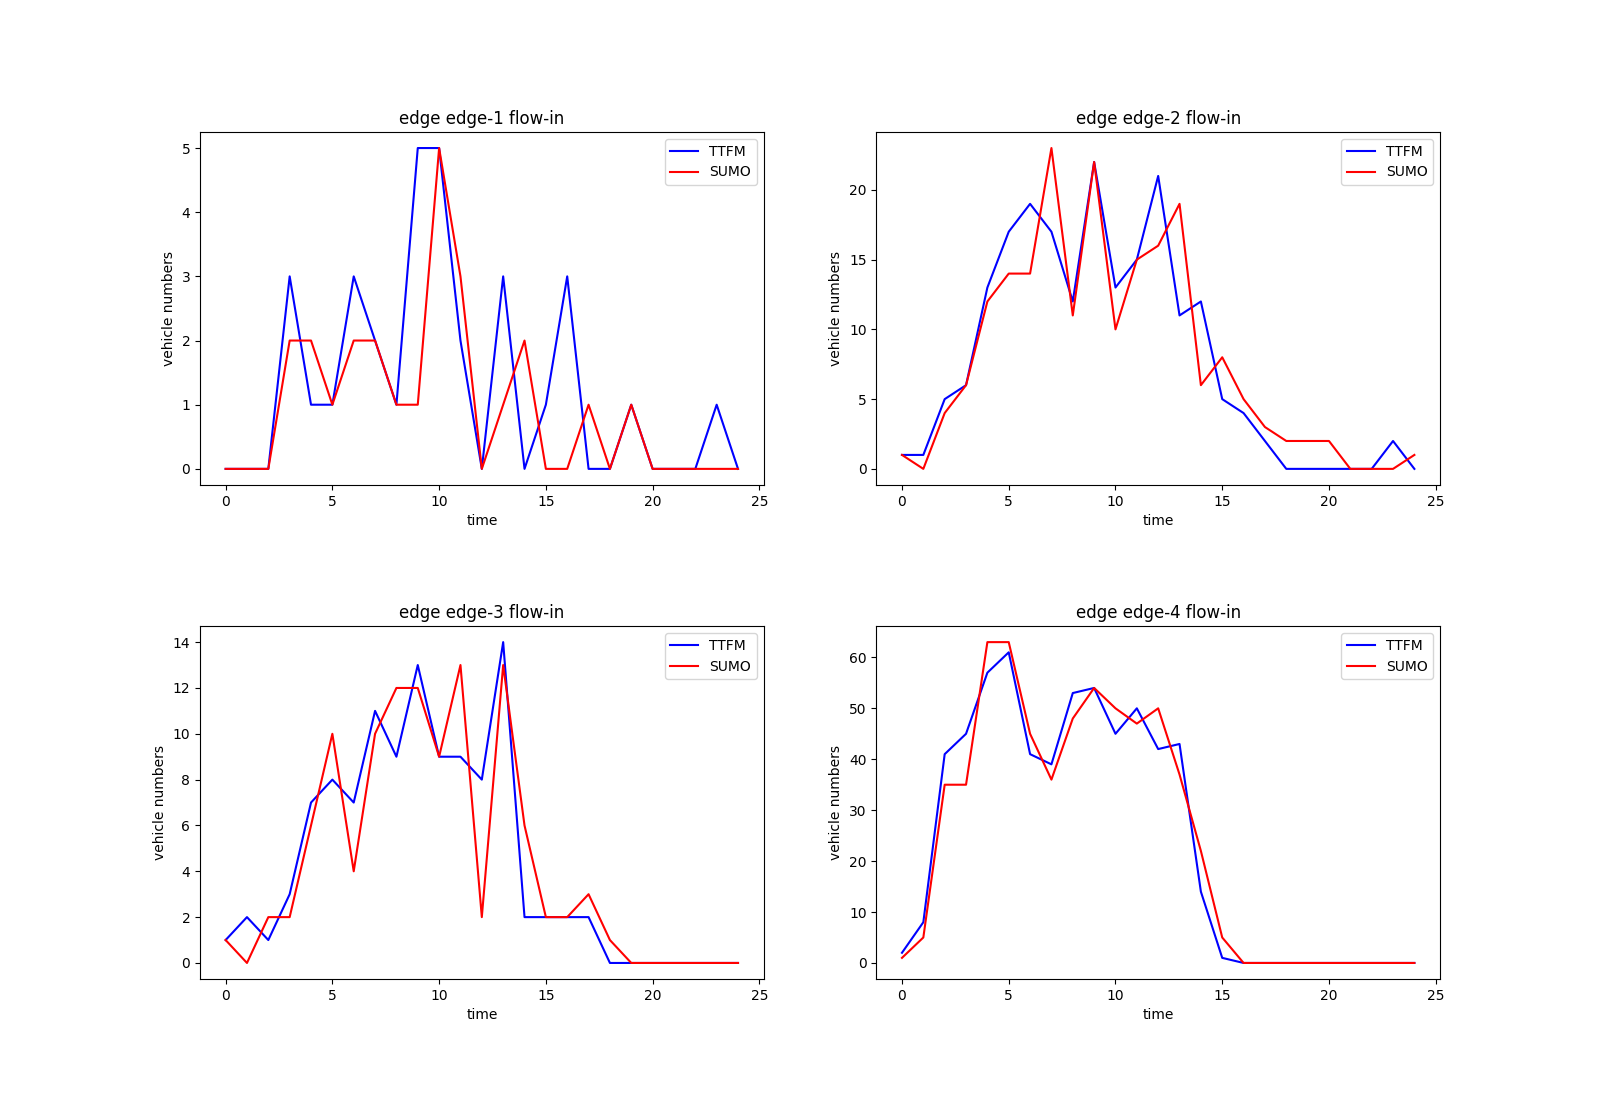 edge edge-1 flow-in
TTFM
SUMO
5
4
3
2
1
0
vehicle numbers
0 5 10 15 20 25
time
edge edge-2 flow-in
TTFM
SUMO
20
15
10
5
0
vehicle numbers
0 5 10 15 20 25
time
edge edge-3 flow-in
TTFM
SUMO
14
12
10
8
6
4
2
0
vehicle numbers
0 5 10 15 20 25
time
edge edge-4 flow-in
TTFM
SUMO
60
50
40
30
20
10
0
vehicle numbers
0 5 10 15 20 25
time